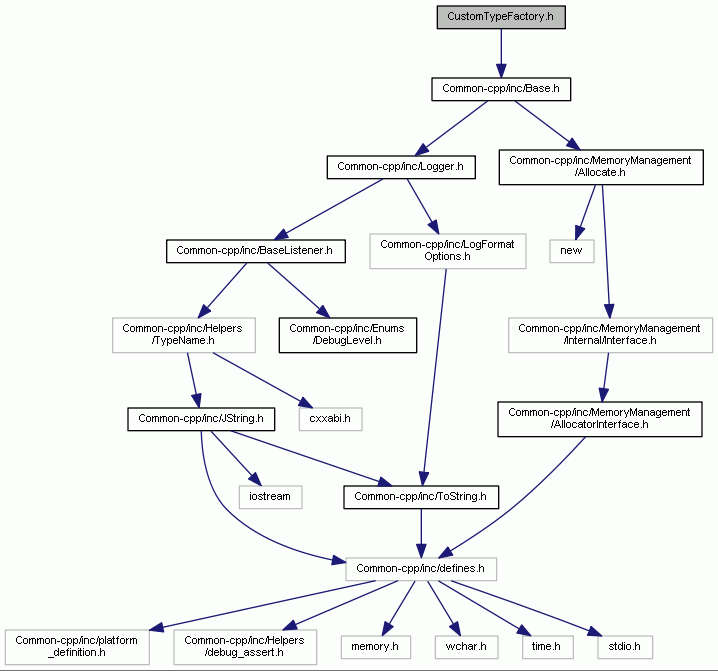 CustomTypeFactory.h
Common-cpp/inc/Base.h
Common-cpp/inc/Logger.h
Common-cpp/inc/MemoryManagement
/Allocate.h
Common-cpp/inc/BaseListener.h
Common-cpp/inc/LogFormat
Options.h
new
Common-cpp/inc/Helpers
/TypeName.h
Common-cpp/inc/Enums
/DebugLevel.h
Common-cpp/inc/MemoryManagement
/Internal/Interface.h
Common-cpp/inc/JString.h
cxxabi.h
Common-cpp/inc/MemoryManagement
/AllocatorInterface.h
iostream
Common-cpp/inc/ToString.h
Common-cpp/inc/defines.h
Common-cpp/inc/platform
_definition.h
Common-cpp/inc/Helpers
/debug_assert.h
memory.h
wchar.h
time.h
stdio.h